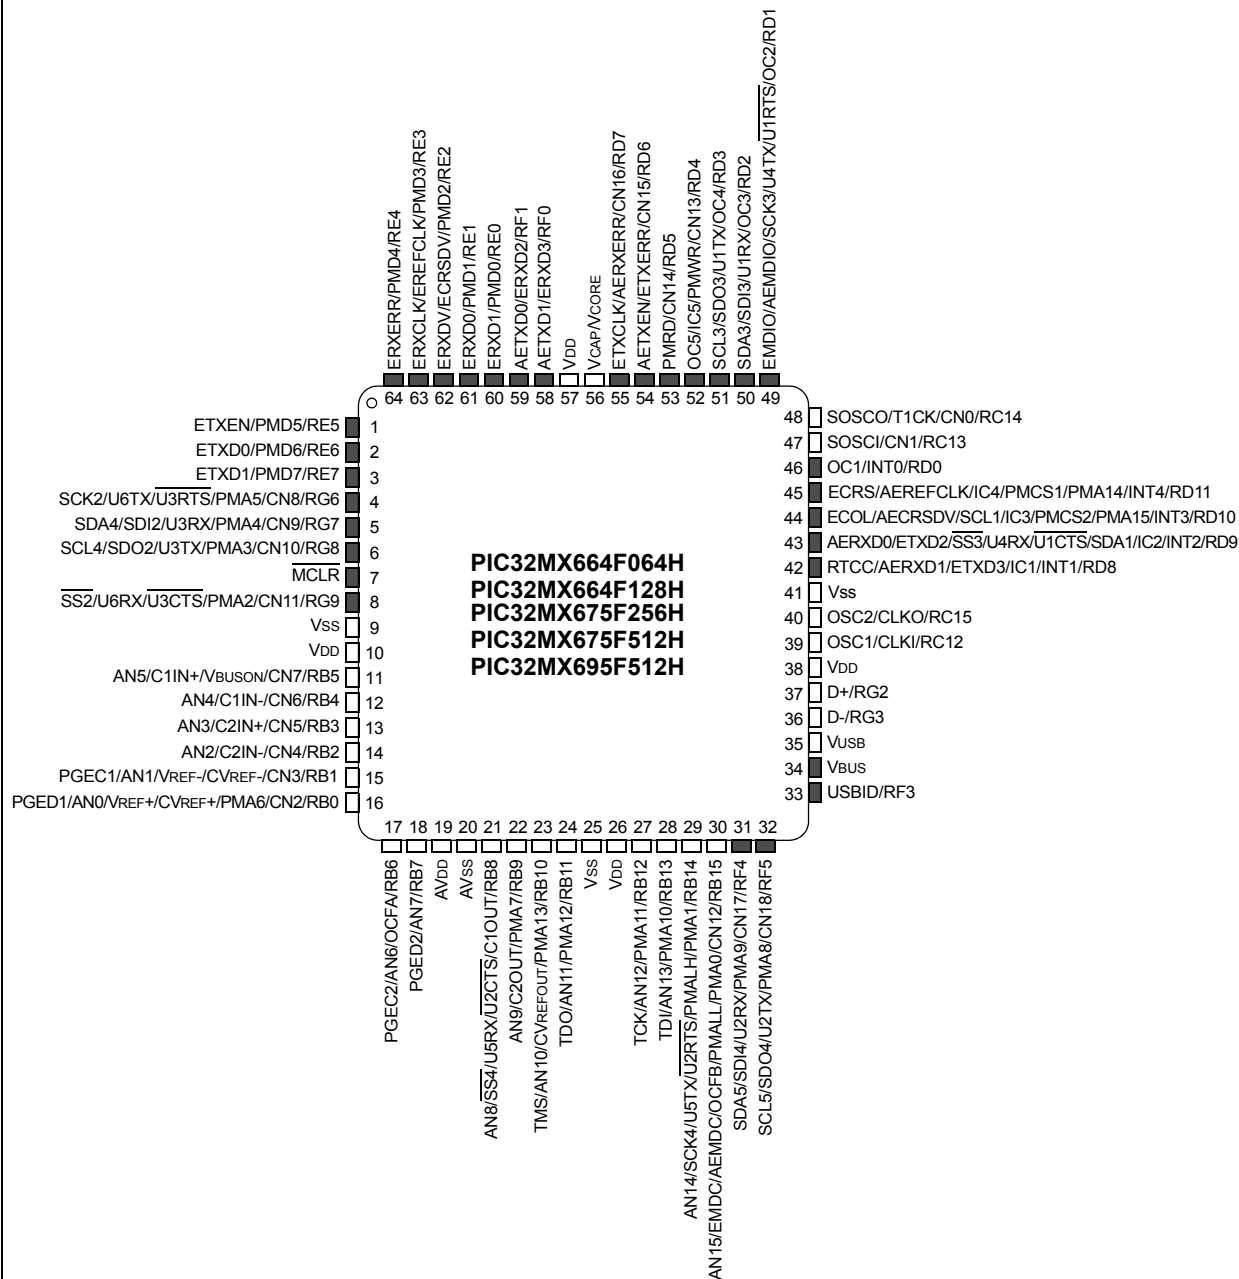 ERXERR/PMD4/RE4
ERXCLK/EREFCLK/PMD3/RE3
ERXDV/ECRSDV/PMD2/RE2
ERXD0/PMD1/RE1
ERXD1/PMD0/RE0
AETXD0/ERXD2/RF1
AETXD1/ERXD3/RF0
VDD
VCAP/VCORE
ETXCLK/AERXERR/CN16/RD7
AETXEN/ETXERR/CN15/RD6
PMRD/CN14/RD5
OC5/IC5/PMWR/CN13/RD4
SCL3/SDO3/U1TX/OC4/RD3
SDA3/SDI3/U1RX/OC3/RD2
EMDIO/AEMDIO/SCK3/U4TX/U1RTS/OC2/RD1
64 63 62 61 60 59 58 57 56 55 54 53 52 51 50 49
ETXEN/PMD5/RE5 1
ETXD0/PMD6/RE6 2
ETXD1/PMD7/RE7 3
SCK2/U6TX/U3RTS/PMA5/CN8/RG6 4
SDA4/SDI2/U3RX/PMA4/CN9/RG7 5
SCL4/SDO2/U3TX/PMA3/CN10/RG8 6
MCLR 7
SS2/U6RX/U3CTS/PMA2/CN11/RG9 8
VSS 9
VDD 10
AN5/C1IN+/VBUSON/CN7/RB5 11
AN4/C1IN-/CN6/RB4 12
AN3/C2IN+/CN5/RB3 13
AN2/C2IN-/CN4/RB2 14
PGEC1/AN1/VREF-/CVREF-/CN3/RB1 15
PGED1/AN0/VREF+/CVREF+/PMA6/CN2/RB0 16
PIC32MX664F064H
PIC32MX664F128H
PIC32MX675F256H
PIC32MX675F512H
PIC32MX695F512H
48 SOSCO/T1CK/CN0/RC14
47 SOSCI/CN1/RC13
46 OC1/INT0/RD0
45 ECRS/AEREFCLK/IC4/PMCS1/PMA14/INT4/RD11
44 ECOL/AECRSDV/SCL1/IC3/PMCS2/PMA15/INT3/RD10
43 AERXD0/ETXD2/SS3/U4RX/U1CTS/SDA1/IC2/INT2/RD9
42 RTCC/AERXD1/ETXD3/IC1/INT1/RD8
41 Vss
40 OSC2/CLKO/RC15
39 OSC1/CLKI/RC12
38 VDD
37 D+/RG2
36 D-/RG3
35 VUSB
34 VBUS
33 USBID/RF3
17 18 19 20 21 22 23 24 25 26 27 28 29 30 31 32
PGEC2/AN6/OCFA/RB6
PGED2/AN7/RB7
AVDD
AVSS
AN8/SS4/U5RX/U2CTS/C1OUT/RB8
AN9/C2OUT/PMA7/RB9
TMS/AN10/CVREFOUT/PMA13/RB10
TDO/AN11/PMA12/RB11
VSS
VDD
TCK/AN12/PMA11/RB12
TDI/AN13/PMA10/RB13
AN14/SCK4/U5TX/U2RTS/PMALH/PMA1/RB14
AN15/EMDC/AEMDC/OCFB/PMALL/PMA0/CN12/RB15
SDA5/SDI4/U2RX/PMA9/CN17/RF4
SCL5/SDO4/U2TX/PMA8/CN18/RF5